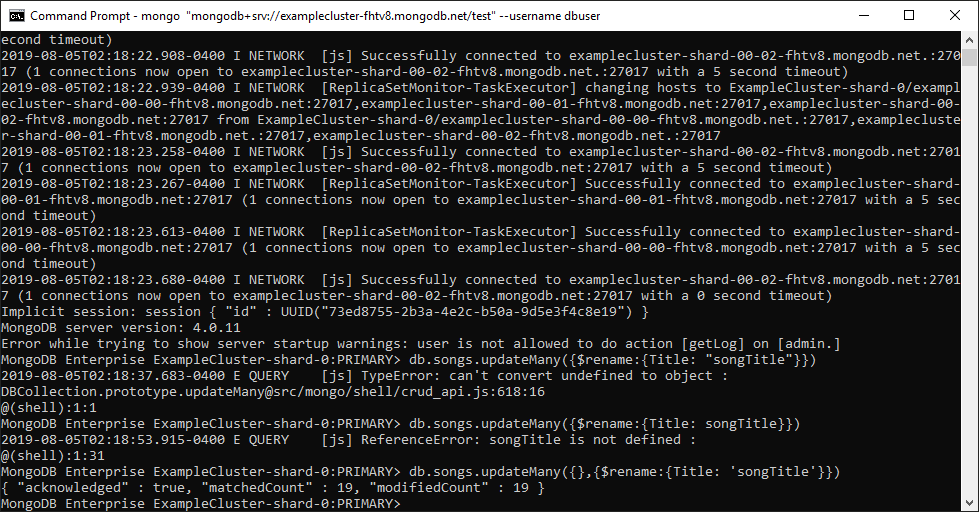 Command Prompt - mongo "mongodb+srv://examplecluster-fhtv8.mongodb.net/test" --username dbuser
econd timeout)
2019-08-05T02:18:22.908-0400 I NETWORK  [js] Successfully connected to examplecluster-shard-00-02-fhtv8.mongodb.net.:270
17 (1 connections now open to examplecluster-shard-00-02-fhtv8.mongodb.net.:27017 with a 5 second timeout)
2019-08-05T02:18:22.939-0400 I NETWORK  [ReplicaSetMonitor-TaskExecutor] changing hosts to ExampleCluster-shard-0/exampl
ecluster-shard-00-00-fhtv8.mongodb.net:27017,examplecluster-shard-00-01-fhtv8.mongodb.net:27017,examplecluster-shard-00-
02-fhtv8.mongodb.net:27017 from ExampleCluster-shard-0/examplecluster-shard-00-00-fhtv8.mongodb.net.:27017,examplecluste
r-shard-00-01-fhtv8.mongodb.net.:27017,examplecluster-shard-00-02-fhtv8.mongodb.net.:27017
2019-08-05T02:18:23.258-0400 I NETWORK  [js] Successfully connected to examplecluster-shard-00-02-fhtv8.mongodb.net:2701
7 (1 connections now open to examplecluster-shard-00-02-fhtv8.mongodb.net:27017 with a 5 second timeout)
2019-08-05T02:18:23.267-0400 I NETWORK  [ReplicaSetMonitor-TaskExecutor] Successfully connected to examplecluster-shard-
00-01-fhtv8.mongodb.net:27017 (1 connections now open to examplecluster-shard-00-01-fhtv8.mongodb.net:27017 with a 5 sec
ond timeout)
2019-08-05T02:18:23.613-0400 I NETWORK  [ReplicaSetMonitor-TaskExecutor] Successfully connected to examplecluster-shard-
00-00-fhtv8.mongodb.net:27017 (1 connections now open to examplecluster-shard-00-00-fhtv8.mongodb.net:27017 with a 5 sec
ond timeout)
2019-08-05T02:18:23.680-0400 I NETWORK  [js] Successfully connected to examplecluster-shard-00-02-fhtv8.mongodb.net:2701
7 (1 connections now open to examplecluster-shard-00-02-fhtv8.mongodb.net:27017 with a 0 second timeout)
Implicit session: session { "id" : UUID("73ed8755-2b3a-4e2c-b50a-9d5e3f4c8e19") }
MongoDB server version: 4.0.11
Error while trying to show server startup warnings: user is not allowed to do action [getLog] on [admin.]
MongoDB Enterprise ExampleCluster-shard-0:PRIMARY> db.songs.updateMany({$rename:{Title: "songTitle"}})
2019-08-05T02:18:37.683-0400 E QUERY    [js] TypeError: can't convert undefined to object :
DBCollection.prototype.updateMany@src/mongo/shell/crud_api.js:618:16
@(shell):1:1
MongoDB Enterprise ExampleCluster-shard-0:PRIMARY> db.songs.updateMany({$rename:{Title: songTitle}})
2019-08-05T02:18:53.915-0400 E QUERY    [js] ReferenceError: songTitle is not defined :
@(shell):1:31
MongoDB Enterprise ExampleCluster-shard-0:PRIMARY> db.songs.updateMany({},{$rename:{Title: 'songTitle'}})
{ "acknowledged" : true, "matchedCount" : 19, "modifiedCount" : 19 }
MongoDB Enterprise ExampleCluster-shard-0:PRIMARY>